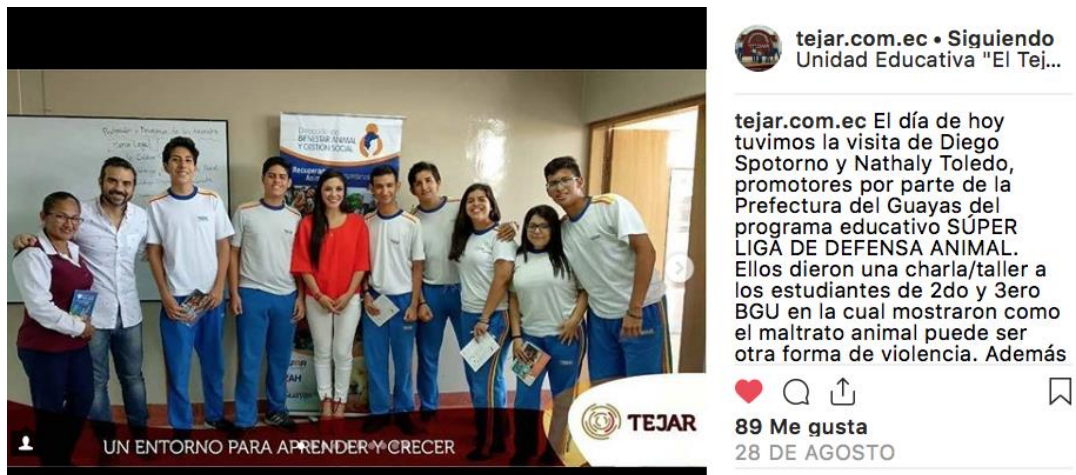 Dirección de
BIENESTAR ANIMAL
Y GESTIÓN SOCIAL
UN ENTORNO PARA APRENDER Y CRECER
TEJAR
tejar.com.ec • Siguiendo
Unidad Educativa "El Tej...
tejar.com.ec El día de hoy
tuvimos la visita de Diego
Spotorno y Nathaly Toledo,
promotores por parte de la
Prefectura del Guayas del
programa educativo SÚPER
LIGA DE DEFENSA ANIMAL.
Ellos dieron una charla/taller a
los estudiantes de 2do y 3ero
BGU en la cual mostraron como
el maltrato animal puede ser
otra forma de violencia. Además
89 Me gusta
28 DE AGOSTO